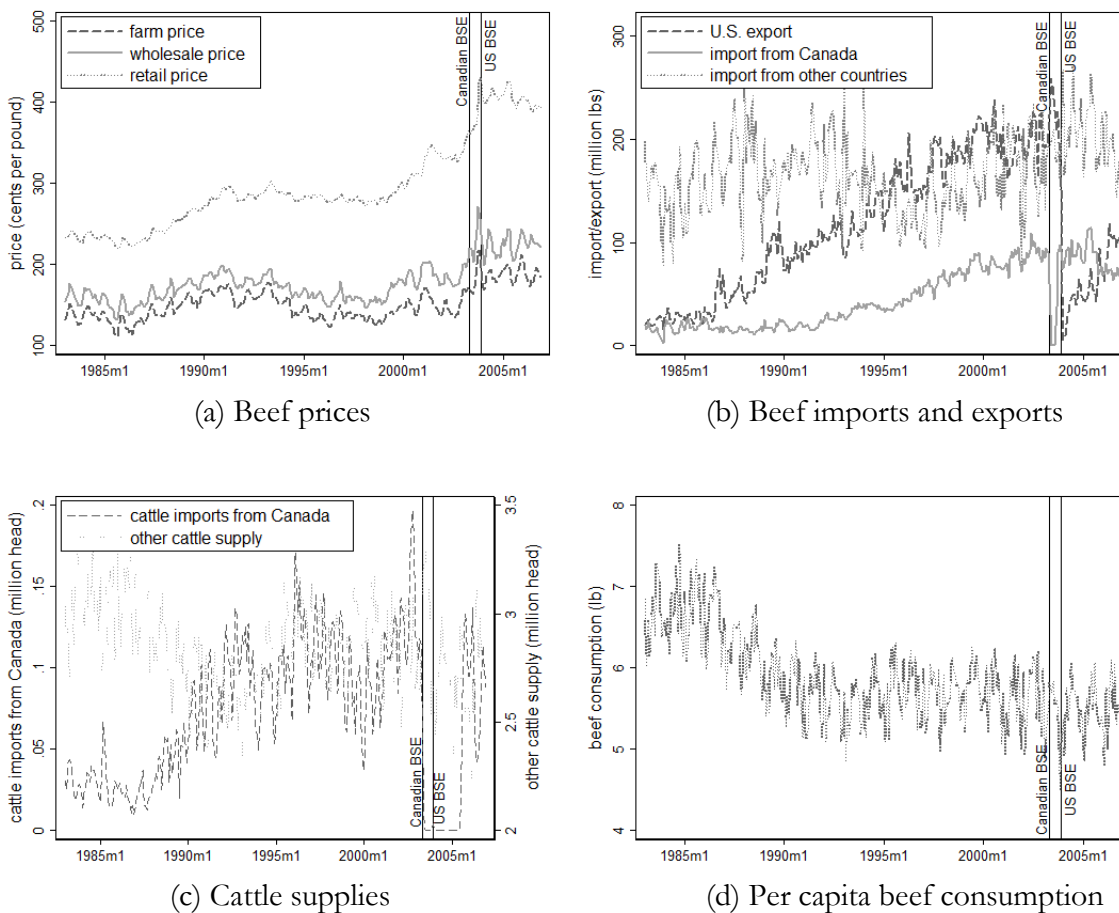 farm price
wholesale price
retail price
Canadian BSE
US BSE
price (cents per pound)
500
400
300
200
100
1985m1 1990m1 1995m1 2000m1 2005m1
(a) Beef prices
U.S. export
import from Canada
import from other countries
Canadian BSE
US BSE
import/export (million lbs)
300
200
100
0
1985m1 1990m1 1995m1 2000m1 2005m1
(b) Beef imports and exports
cattle imports from Canada
other cattle supply
Canadian BSE
US BSE
cattle imports from Canada (million head)
.2
.15
.1
.05
0
other cattle supply (million head)
3.5
3
2.5
2
1985m1 1990m1 1995m1 2000m1 2005m1
(c) Cattle supplies
Canadian BSE
US BSE
beef consumption (lb)
8
7
6
5
4
1985m1 1990m1 1995m1 2000m1 2005m1
(d) Per capita beef consumption